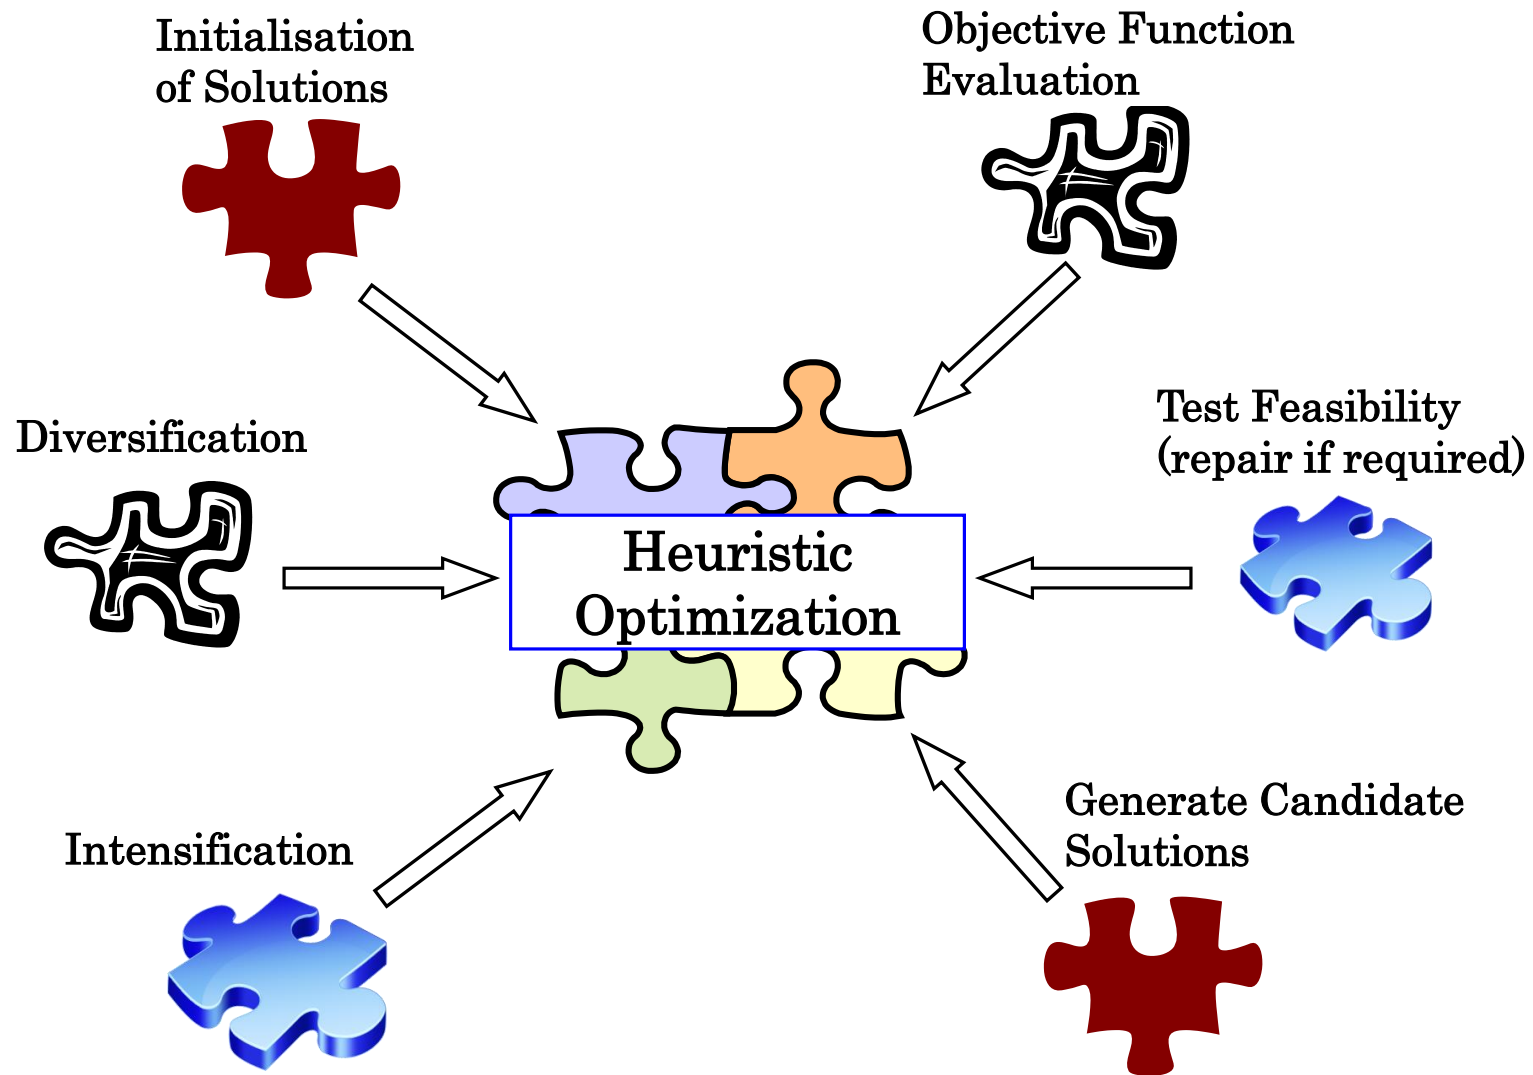 Initialisation
of Solutions
Objective Function
Evaluation
Diversification
Test Feasibility
(repair if required)
Heuristic
Optimization
Intensification
Generate Candidate
Solutions